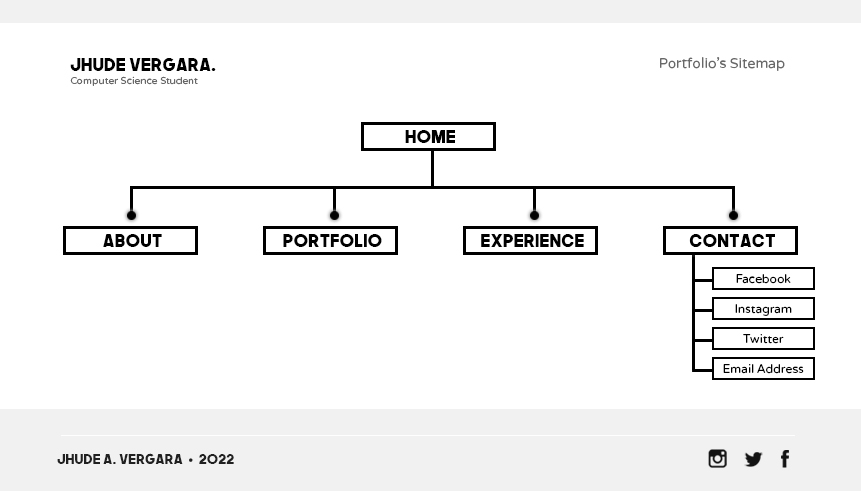 JHUDE VERGARA.
Computer Science Student
Portfolio's Sitemap
HOME
ABOUT
PORTFOLIO
EXPERIENCE
CONTACT
Facebook
Instagram
Twitter
Email Address
JHUDE A. VERGARA • 2022